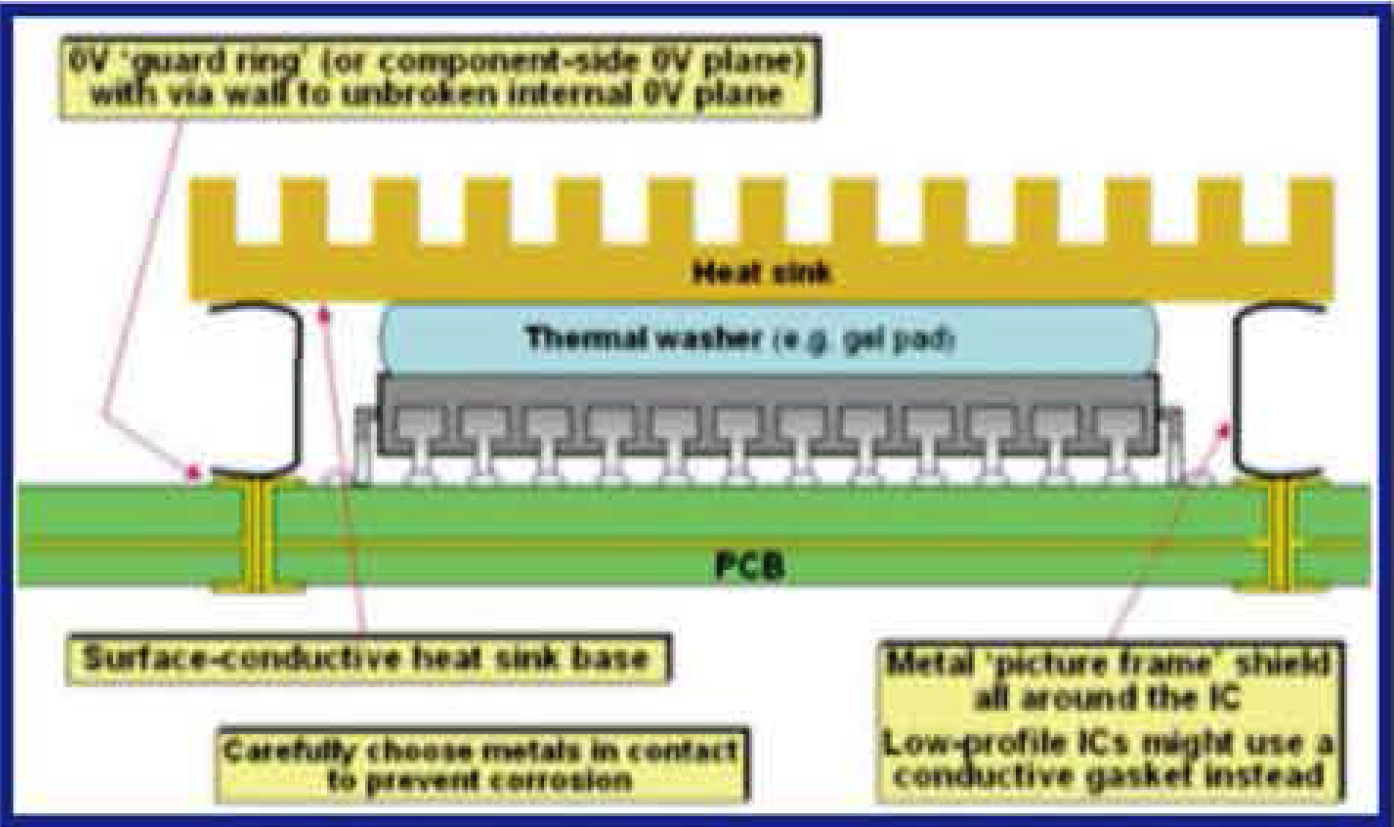 0V 'guard ring' (or component-side 0V plane)
with via wall to unbroken internal 0V plane
Heat sink
Thermal washer (e.g. gel pad)
PCB
Surface-conductive heat sink base
Metal 'picture frame' shield
all around the IC
Low-profile ICs might use a
conductive gasket instead
Carefully choose metals in contact
to prevent corrosion